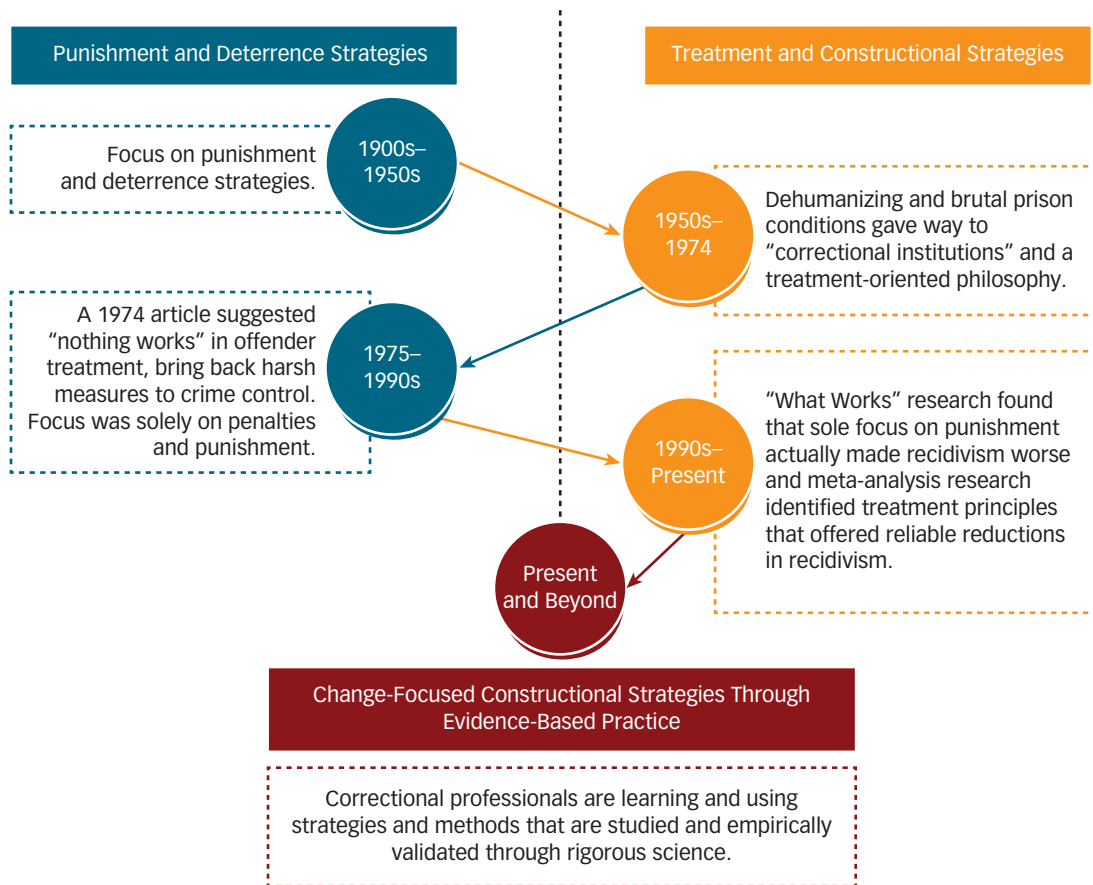 Punishment and Deterrence Strategies
Treatment and Constructional Strategies
Focus on punishment
and deterrence strategies.
1900s–
1950s
1950s–
1974
Dehumanizing and brutal prison
conditions gave way to
“correctional institutions” and a
treatment-oriented philosophy.
A 1974 article suggested
“nothing works” in offender
treatment, bring back harsh
measures to crime control.
Focus was solely on penalties
and punishment.
1975–
1990s
1990s–
Present
“What Works” research found
that sole focus on punishment
actually made recidivism worse
and meta-analysis research
identified treatment principles
that offered reliable reductions
in recidivism.
Present
and Beyond
Change-Focused Constructional Strategies Through
Evidence-Based Practice
Correctional professionals are learning and using
strategies and methods that are studied and empirically
validated through rigorous science.